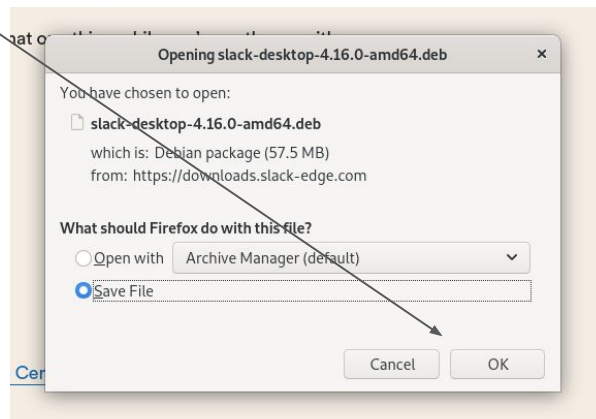 Opening slack-desktop-4.16.0-amd64.deb
×
You have chosen to open:
slack-desktop-4.16.0-amd64.deb
which is: Debian package (57.5 MB)
from: https://downloads.slack-edge.com
What should Firefox do with this file?
Open with Archive Manager (default)
Save File
Cancel OK
Cer